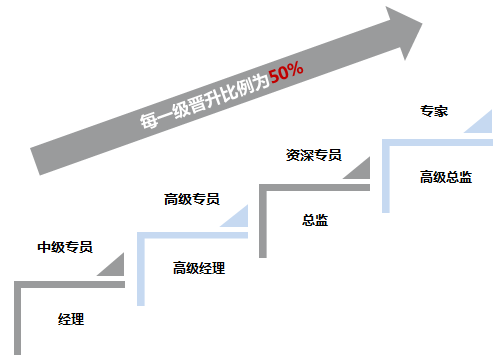 每一级晋升比例为50%
专家
资深专员
高级总监
高级专员
总监
中级专员
高级经理
经理